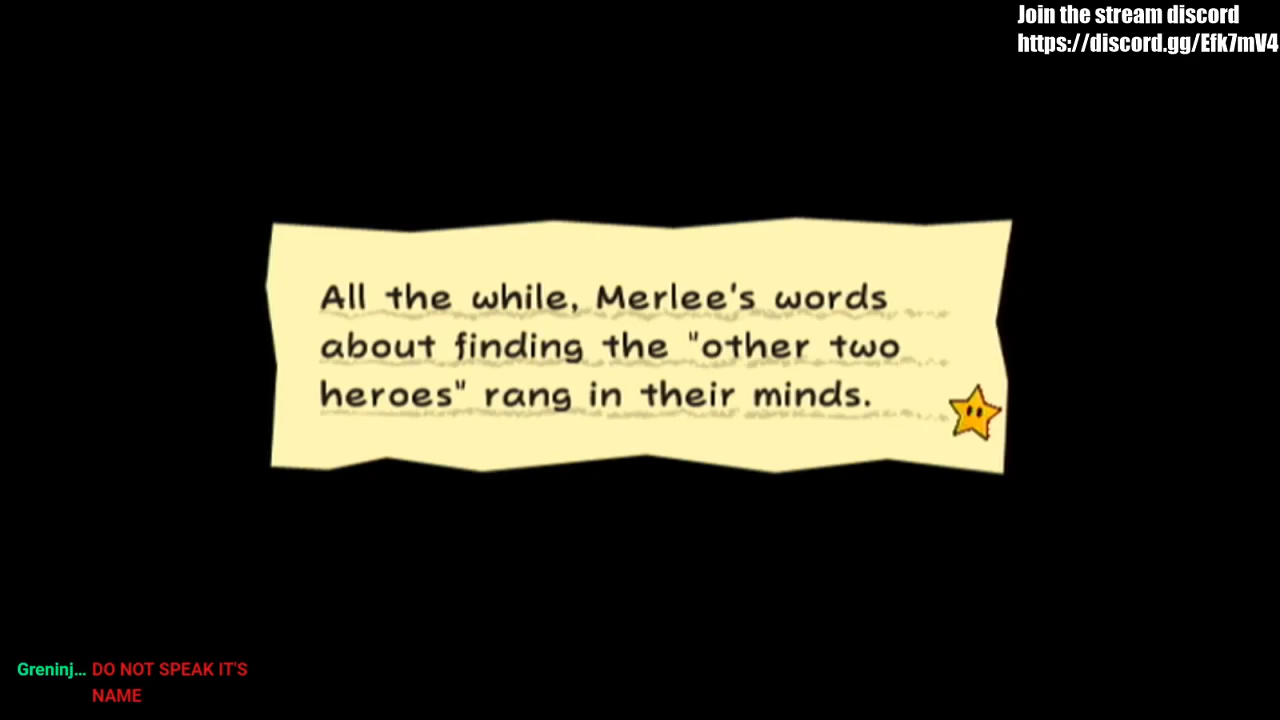 Join the stream discord
https://discord.gg/Efk7mV4
All the while, Merlee's words
about finding the "other two
heroes" rang in their minds.
Greninj... DO NOT SPEAK IT'S
NAME